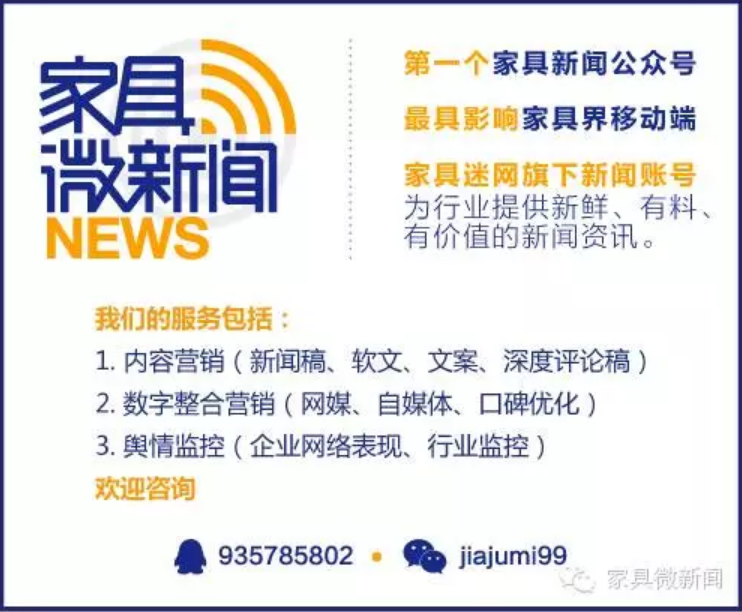 家具
微新闻
NEWS
第一个家具新闻公众号
最具影响家具界移动端
家具迷网旗下新闻账号
为行业提供新鲜、有料、
有价值的新闻资讯。
我们的服务包括：
1. 内容营销（新闻稿、软文、文案、深度评论稿）
2. 数字整合营销（网媒、自媒体、口碑优化）
3. 舆情监控（企业网络表现、行业监控）
欢迎咨询
935785802 • jiajumi99
家具微新闻